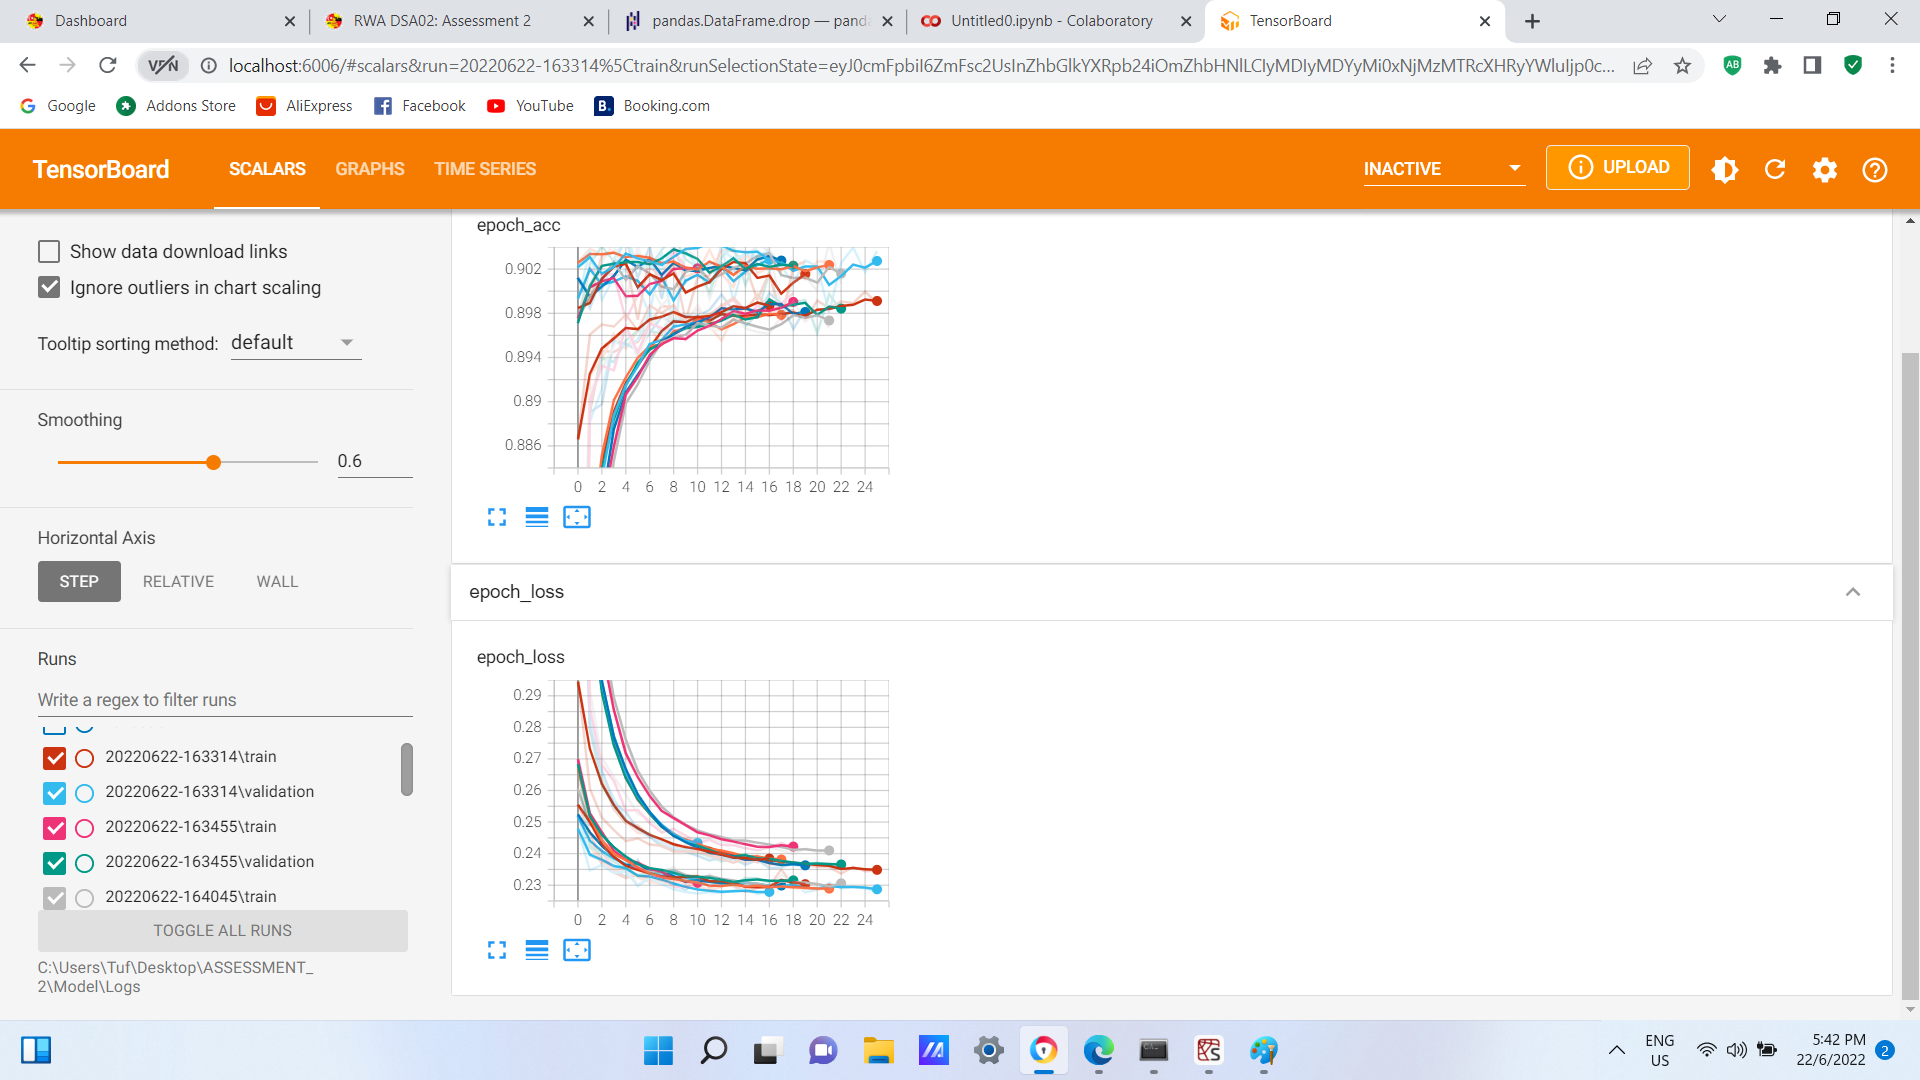 Dashboard
RWA DSA02: Assessment 2
pandas.DataFrame.drop — panda
Untitled0.ipynb - Colaboratory
TensorBoard
VPN
localhost:6006/#scalars&run=20220622-163314%5Ctrain&runSelectionState=eyJ0cmFpbiI6ZmFsc2UsInZhbGlkYXRpb24iOmZhbHNlLCIyMDIyMDYyMi0xNjMzMTRcXHRyYWluIjp0c...
AB
Google
Addons Store
AliExpress
Facebook
YouTube
B.
Booking.com
TensorBoard
SCALARS
GRAPHS
TIME SERIES
INACTIVE
UPLOAD
Show data download links
Ignore outliers in chart scaling
Tooltip sorting method: default
Smoothing
0.6
Horizontal Axis
STEP
RELATIVE
WALL
Runs
Write a regex to filter runs
20220622-163314\train
20220622-163314\validation
20220622-163455\train
20220622-163455\validation
20220622-164045\train
TOGGLE ALL RUNS
C:\Users\Tuf\Desktop\ASSESSMENT_
2\Model\Logs
epoch_acc
0.902
0.898
0.894
0.89
0.886
0 2 4 6 8 10 12 14 16 18 20 22 24
epoch_loss
epoch_loss
0.29
0.28
0.27
0.26
0.25
0.24
0.23
0 2 4 6 8 10 12 14 16 18 20 22 24
ENG
US
5:42 PM
22/6/2022
2